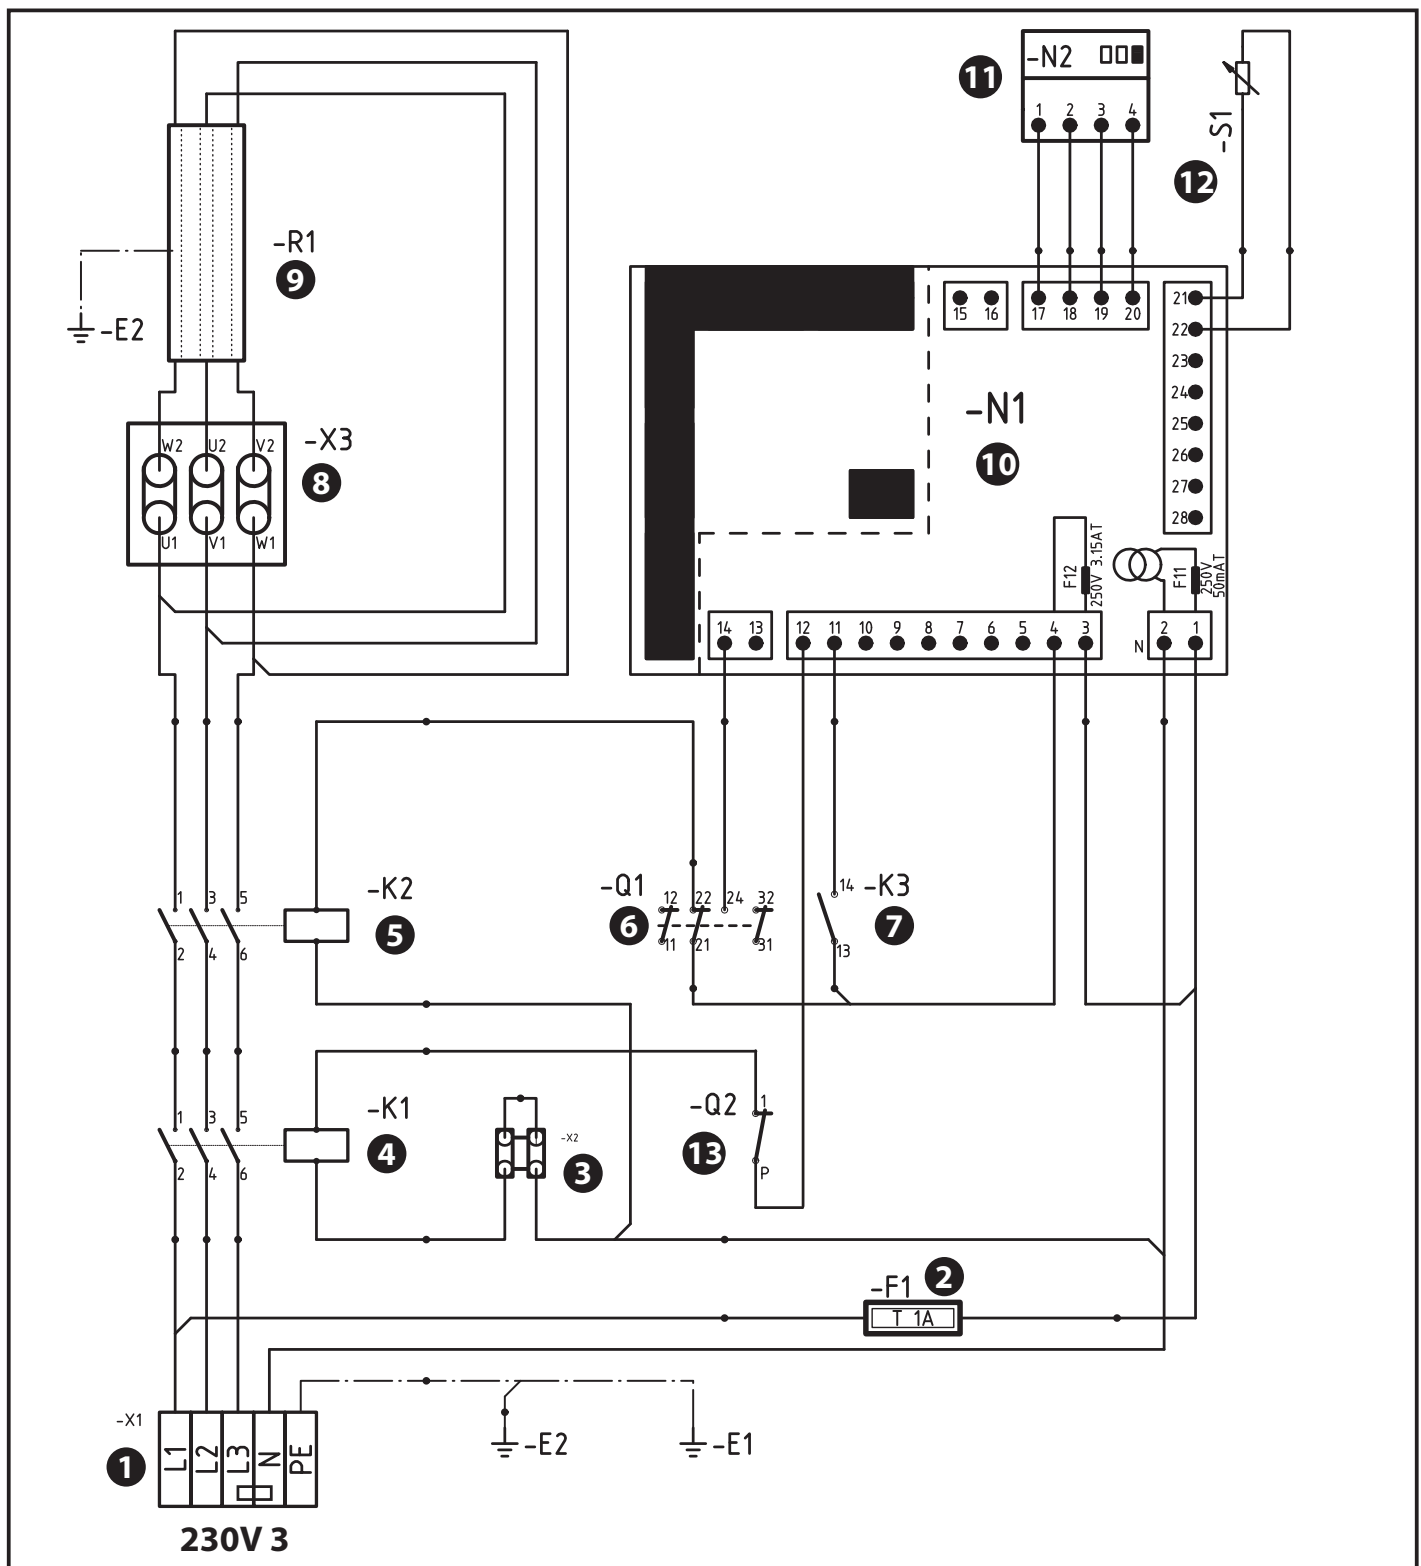 -N2
11
1 2 3 4
-S1
12
-R1
9
-E2
15 16 17 18 19 20
21
22
23
24
25
26
27
28
-N1
10
W2 U2 V2
-X3
8
U1 V1 W1
F12
250V 3.15AT
F11
250V
50mAT
14 13 12 11 10 9 8 7 6 5 4 3 N 2 1
-K2
5
1 3 5
2 4 6
-Q1
6
12 22 24 32
11 21 31
14 -K3
7
13
-K1
4
1 3 5
2 4 6
-X2
3
-Q2
13
1
P
-F1
2
T 1A
-X1
1
L1 L2 L3 N PE
-E2
-E1
230V 3